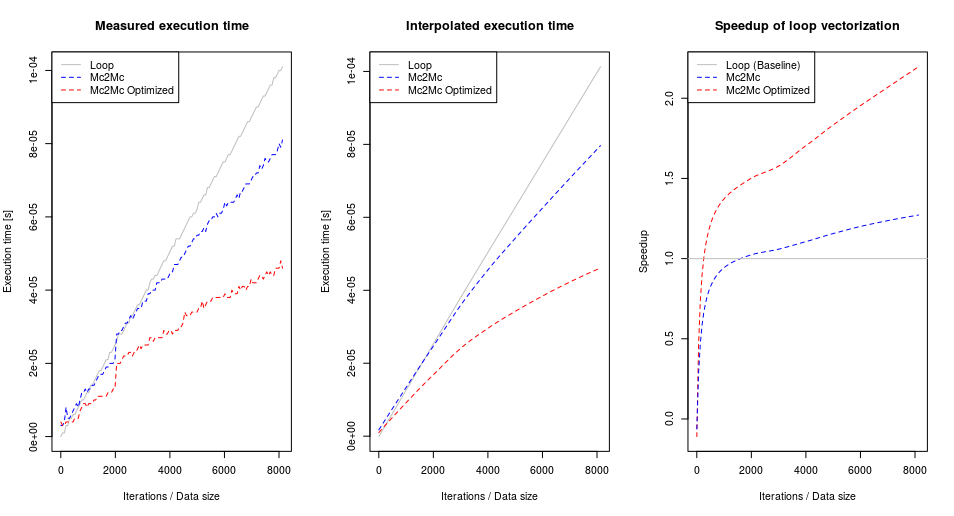 Measured execution time
Loop
Mc2Mc
Mc2Mc Optimized
Execution time [s]
0e+00
2e-05
4e-05
6e-05
8e-05
1e-04
0 2000 4000 6000 8000
Iterations / Data size
Interpolated execution time
Loop
Mc2Mc
Mc2Mc Optimized
Execution time [s]
0e+00
2e-05
4e-05
6e-05
8e-05
1e-04
0 2000 4000 6000 8000
Iterations / Data size
Speedup of loop vectorization
Loop (Baseline)
Mc2Mc
Mc2Mc Optimized
Speedup
0.0
0.5
1.0
1.5
2.0
0 2000 4000 6000 8000
Iterations / Data size